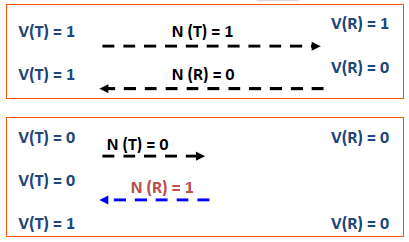 V(T) = 1 N (T) = 1 V(R) = 1
V(T) = 1 N (R) = 0 V(R) = 0
V(T) = 0 N (T) = 0 V(R) = 0
V(T) = 0 N (R) = 1
V(T) = 1 V(R) = 0